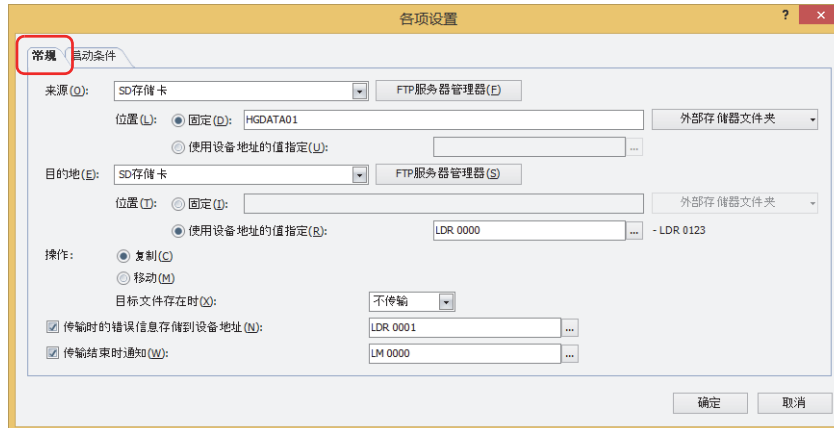 各项设置
? ×
常规 启动条件
来源(O): SD存储卡 FTP服务器管理器(F)
位置(L): 固定(D): HGDATA01 外部存储器文件夹
使用设备地址的值指定(U): ...
目的地(E): SD存储卡 FTP服务器管理器(S)
位置(T): 固定(I): 外部存储器文件夹
使用设备地址的值指定(R): LDR 0000 ... - LDR 0123
操作: 复制(C)
移动(M)
目标文件存在时(X): 不传输
传输时的错误信息存储到设备地址(N): LDR 0001 ...
传输结束时通知(W): LM 0000 ...
确定 取消